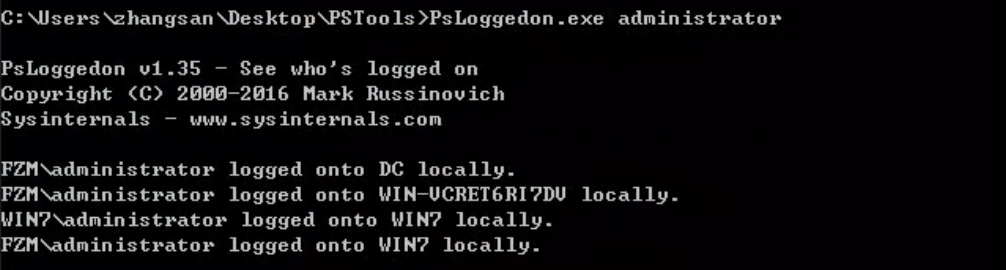 C:\Users\zhangsan\Desktop\PSTools>PsLoggedon.exe administrator
PsLoggedon v1.35 - See who's logged on
Copyright (C) 2000-2016 Mark Russinovich
Sysinternals - www.sysinternals.com
FZM\administrator logged onto DC locally.
FZM\administrator logged onto WIN-VCRET6RI7DV locally.
WIN7\administrator logged onto WIN7 locally.
FZM\administrator logged onto WIN7 locally.